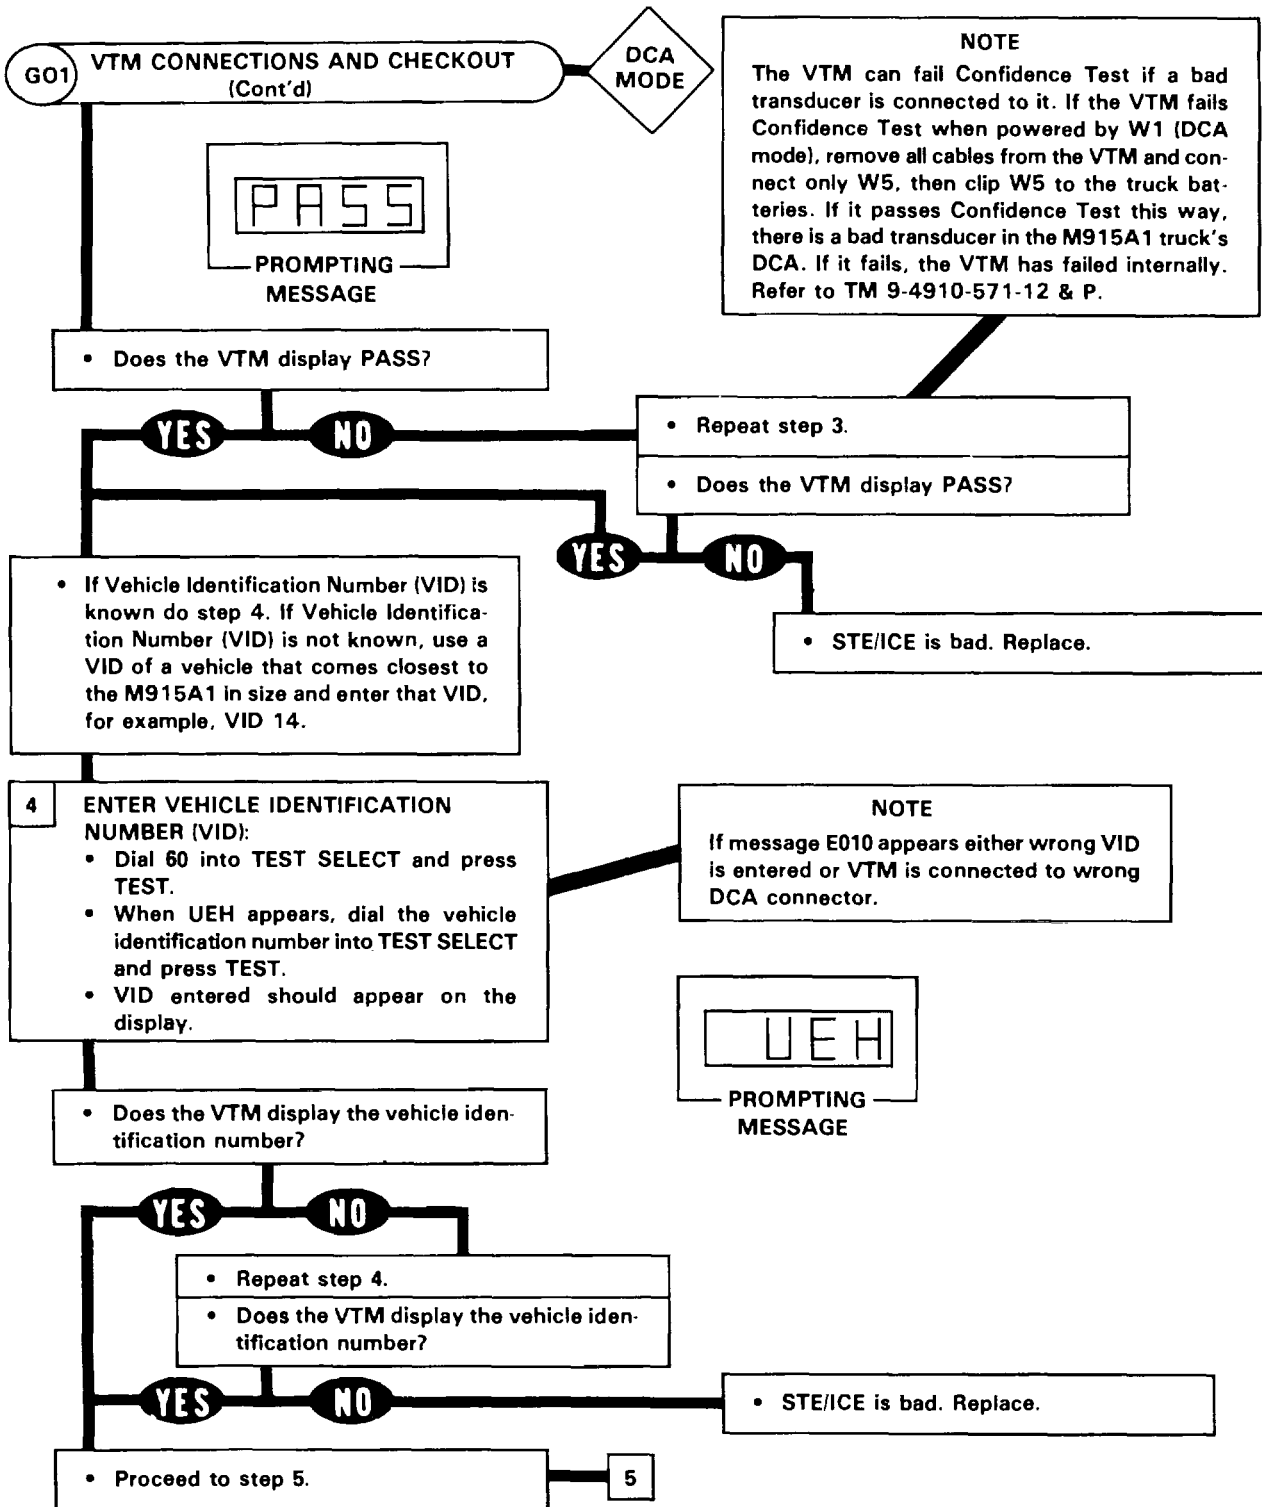 GO1
VTM CONNECTIONS AND CHECKOUT
(Cont'd)
DCA
MODE
NOTE
The VTM can fail Confidence Test if a bad
transducer is connected to it. If the VTM fails
Confidence Test when powered by W1 (DCA
mode), remove all cables from the VTM and con-
nect only W5, then clip W5 to the truck bat-
teries. If it passes Confidence Test this way,
there is a bad transducer in the M915A1 truck's
DCA. If it fails, the VTM has failed internally.
Refer to TM 9-4910-571-12 & P.
PASS
PROMPTING
MESSAGE
• Does the VTM display PASS?
YES
NO
• Repeat step 3.
• Does the VTM display PASS?
YES
NO
• STE/ICE is bad. Replace.
• If Vehicle Identification Number (VID) is
known do step 4. If Vehicle Identifica-
tion Number (VID) is not known, use a
VID of a vehicle that comes closest to
the M915A1 in size and enter that VID,
for example, VID 14.
4
ENTER VEHICLE IDENTIFICATION
NUMBER (VID):
• Dial 60 into TEST SELECT and press
TEST.
• When UEH appears, dial the vehicle
identification number into TEST SELECT
and press TEST.
• VID entered should appear on the
display.
NOTE
If message E010 appears either wrong VID
is entered or VTM is connected to wrong
DCA connector.
UEH
PROMPTING
MESSAGE
• Does the VTM display the vehicle iden-
tification number?
YES
NO
• Repeat step 4.
• Does the VTM display the vehicle iden-
tification number?
YES
NO
• STE/ICE is bad. Replace.
• Proceed to step 5.
5